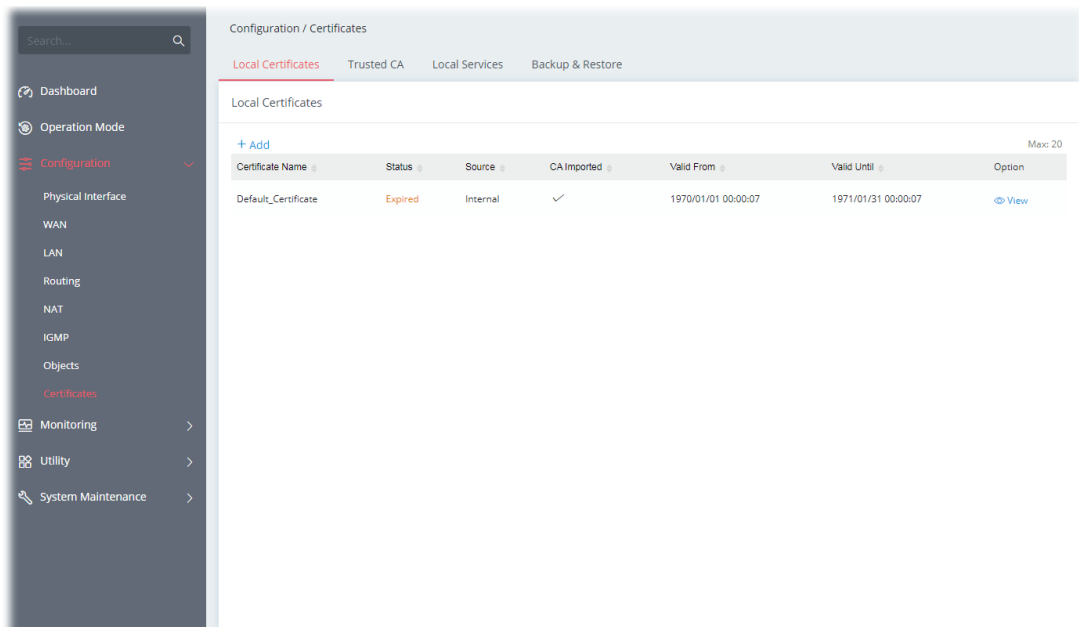 Search...
Dashboard
Operation Mode
Configuration
Physical Interface
WAN
LAN
Routing
NAT
IGMP
Objects
Certificates
Monitoring
Utility
System Maintenance
Configuration / Certificates
Local Certificates Trusted CA Local Services Backup & Restore
Local Certificates
+ Add Max: 20
Certificate Name Status Source CA Imported Valid From Valid Until Option
Default_Certificate Expired Internal ✓ 1970/01/01 00:00:07 1971/01/31 00:00:07 View